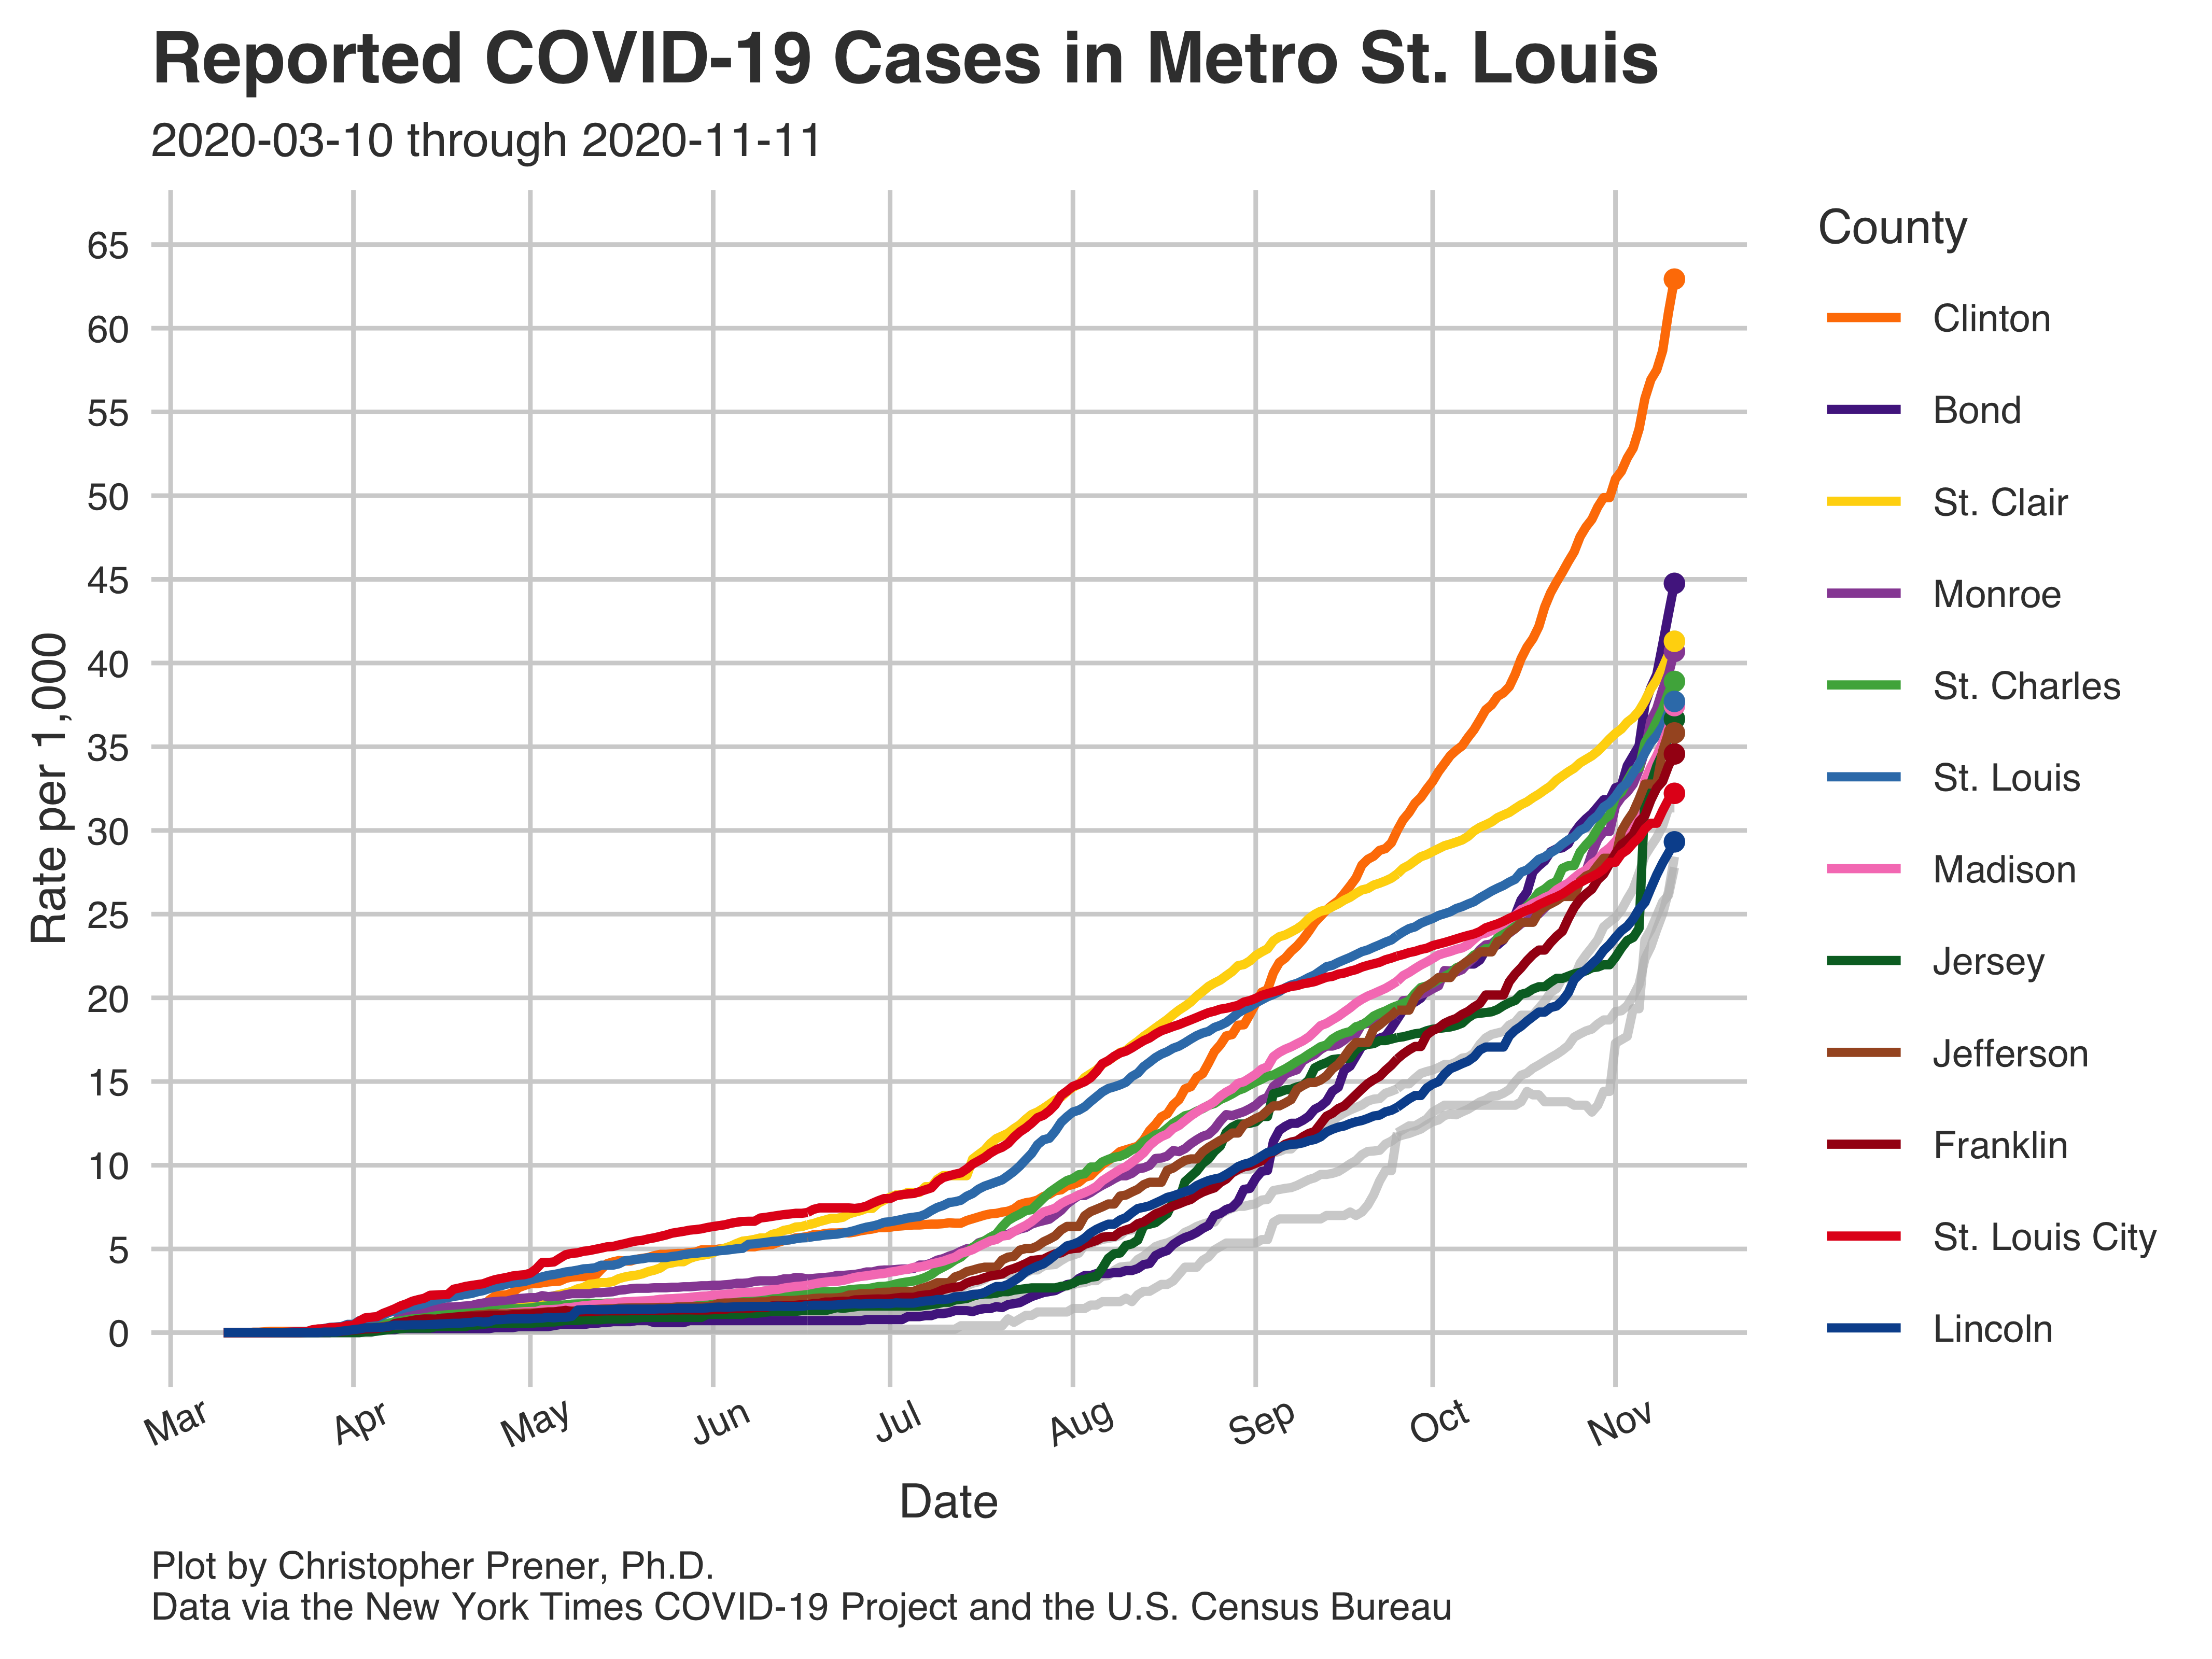 Reported COVID-19 Cases in Metro St. Louis
2020-03-10 through 2020-11-11
Rate per 1,000
65
60
55
50
45
40
35
30
25
20
15
10
5
0
Mar
Apr
May
Jun
Jul
Aug
Sep
Oct
Nov
Date
County
Clinton
Bond
St. Clair
Monroe
St. Charles
St. Louis
Madison
Jersey
Jefferson
Franklin
St. Louis City
Lincoln
Plot by Christopher Prener, Ph.D.
Data via the New York Times COVID-19 Project and the U.S. Census Bureau